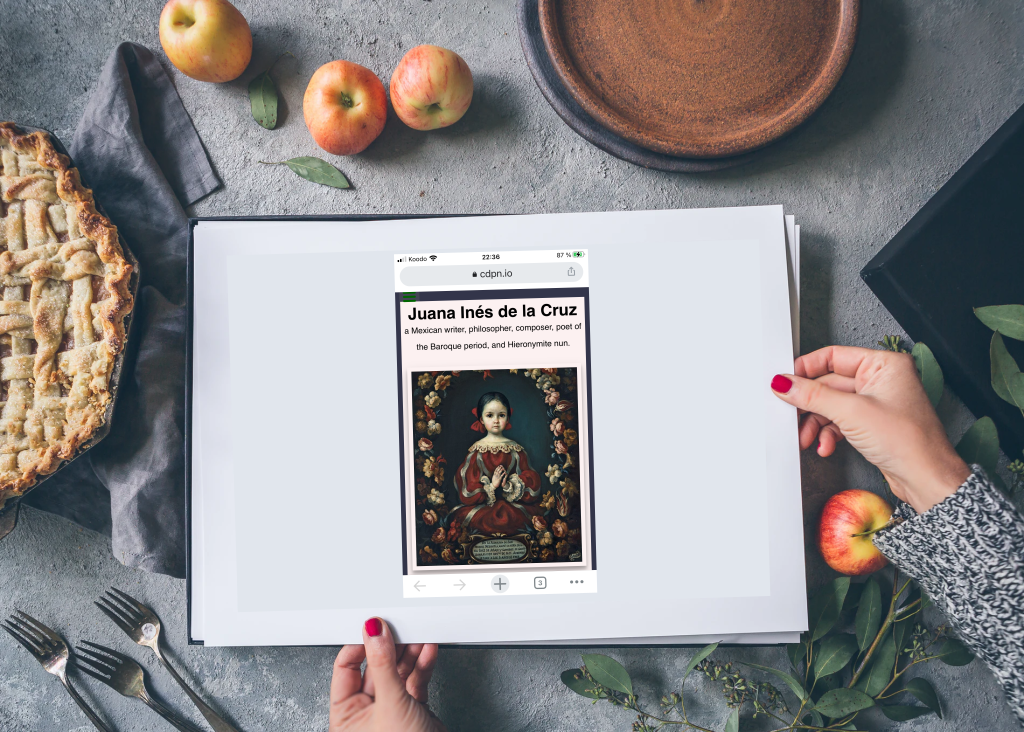 Koodo 22:36 87 %
cdpn.io
Juana Inés de la Cruz
a Mexican writer, philosopher, composer, poet of
the Baroque period, and Hieronymite nun.
3